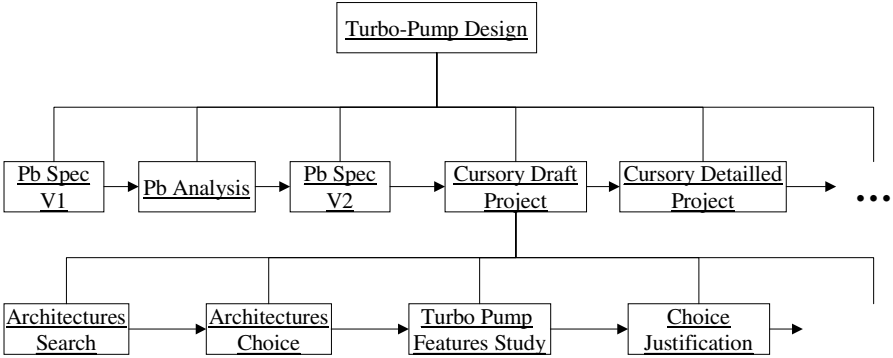 Turbo-Pump Design
Pb Spec
V1
Pb Analysis
Pb Spec
V2
Cursory Draft
Project
Cursory Detailled
Project
...
Architectures
Search
Architectures
Choice
Turbo Pump
Features Study
Choice
Justification